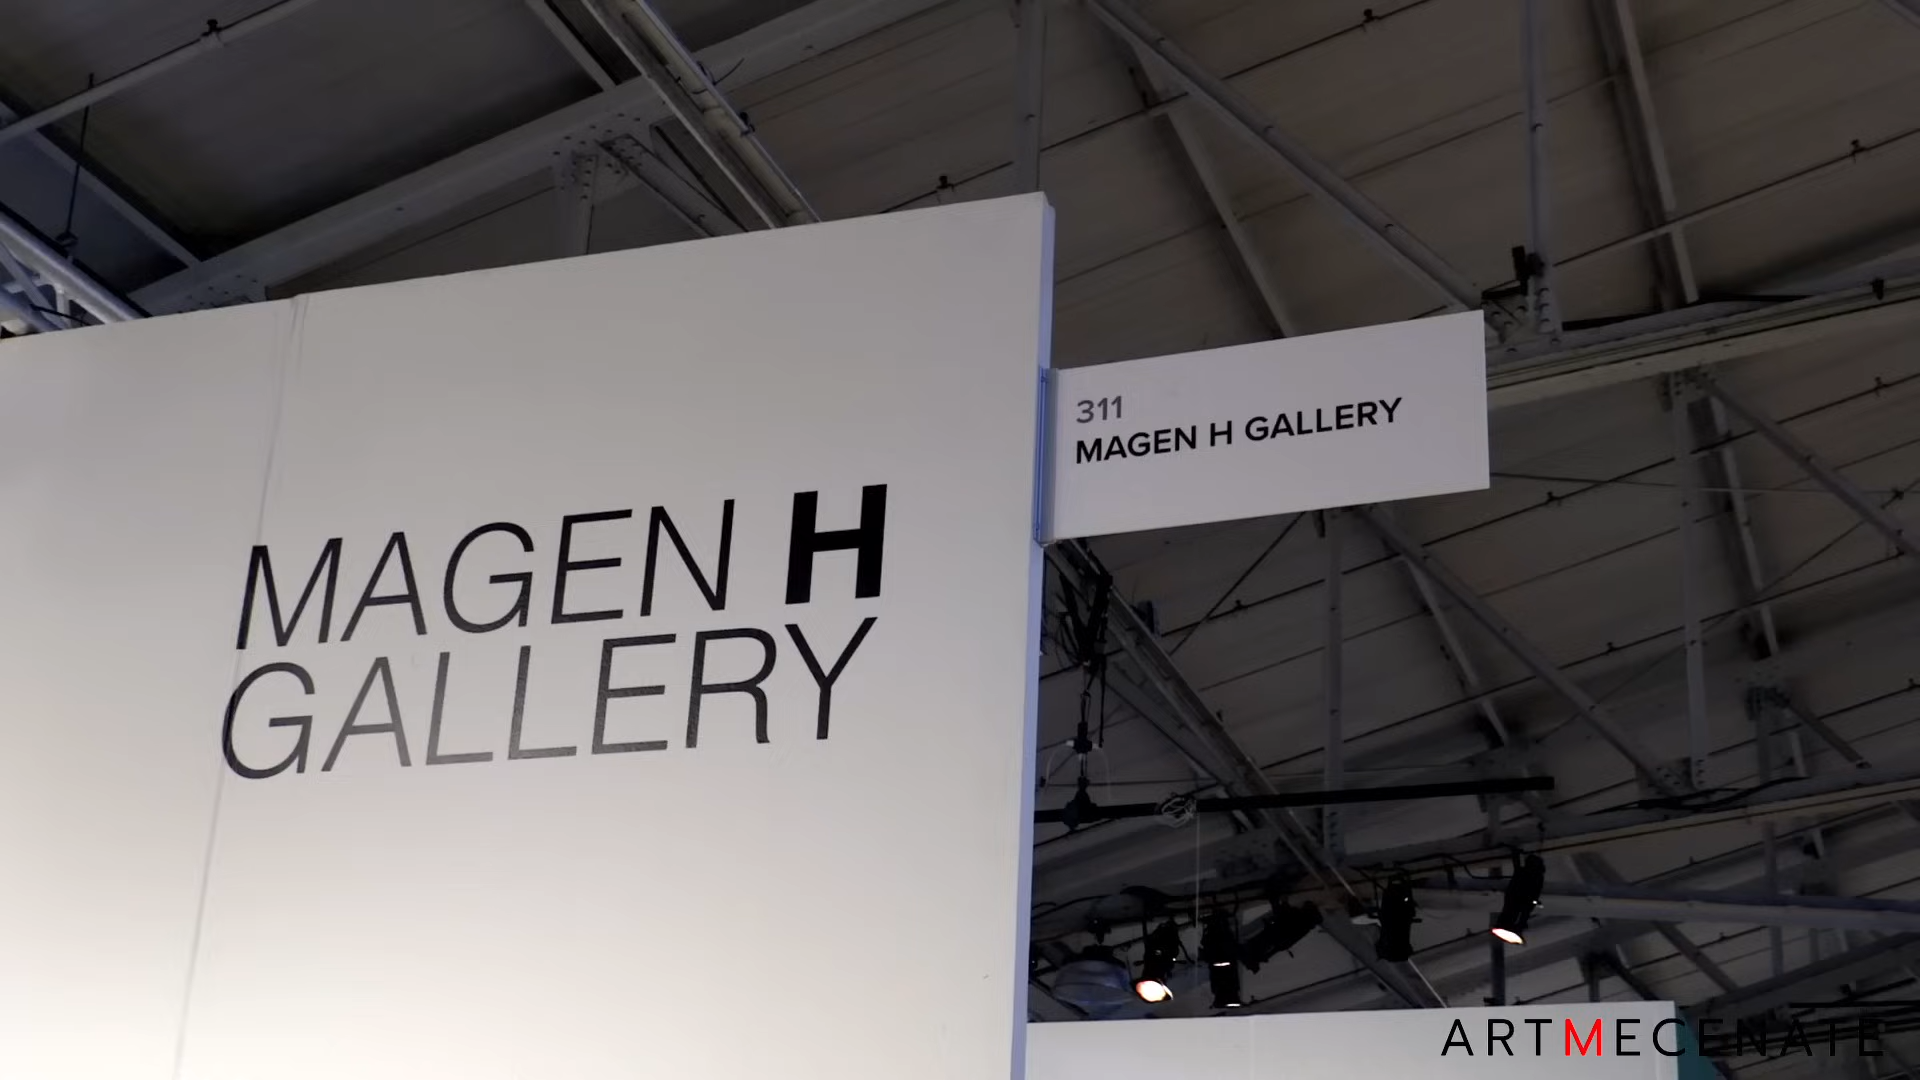 MAGEN H
GALLERY
311
MAGEN H GALLERY
ARTMECENATE